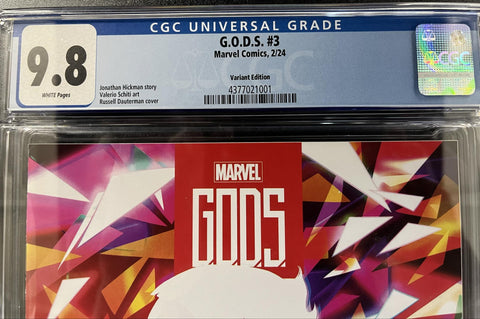 CGC UNIVERSAL GRADE
9.8
WHITE Pages
G.O.D.S. #3
Marvel Comics, 2/24
Variant Edition
Jonathan Hickman story
Valerio Schiti art
Russell Dauterman cover
4377021001
CGC
MARVEL
G.O.D.S